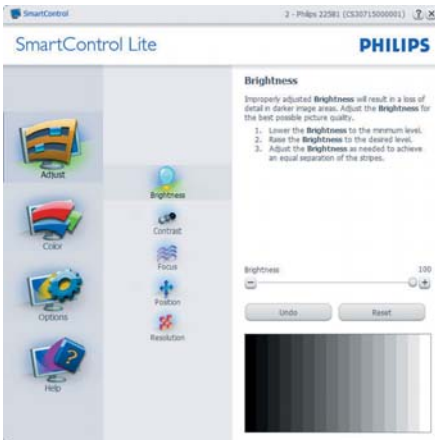 SmartControl
2 - Philips 225B1 (CS30715000001)
SmartControl Lite
PHILIPS
Adjust
Color
Options
Help
Brightness
Contrast
Focus
Position
Resolution
Brightness
Improperly adjusted Brightness will result in a loss of
detail in darker image areas. Adjust the Brightness for
the best possible picture quality.
1. Lower the Brightness to the minimum level.
2. Raise the Brightness to the desired level.
3. Adjust the Brightness as needed to achieve
an equal separation of the stripes.
Brightness 100
Undo Reset